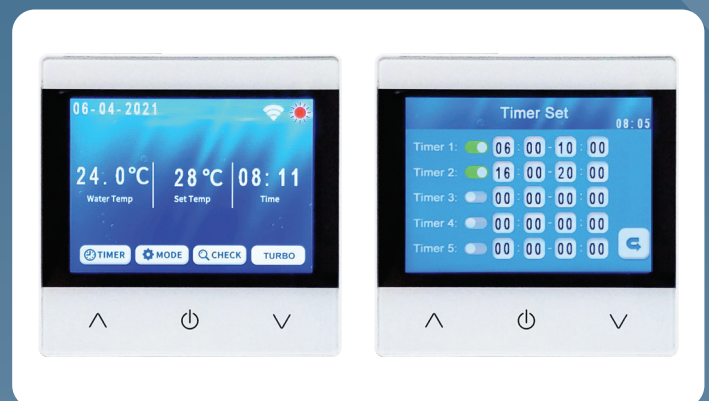 06-04-2021
24.0°C 28°C 08:11
Water Temp Set Temp Time
TIMER MODE CHECK TURBO
Timer Set
08:05
Timer 1: 06:00-10:00
Timer 2: 16:00-20:00
Timer 3: 00:00-00:00
Timer 4: 00:00-00:00
Timer 5: 00:00-00:00